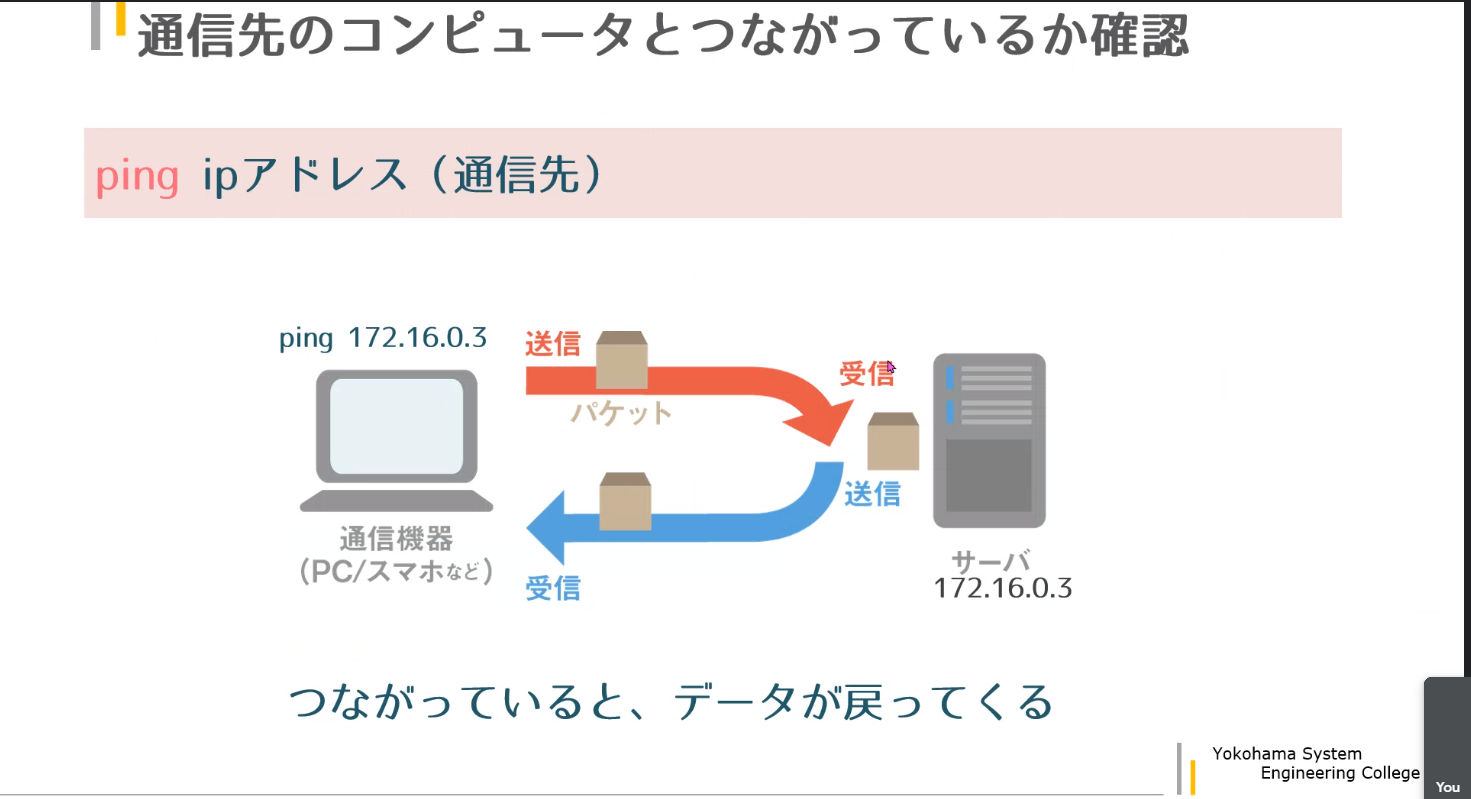 通信先のコンピュータとつながっているか確認
ping ipアドレス（通信先）
ping 172.16.0.3
送信
パケット
受信
送信
受信
通信機器
（PC/スマホなど）
サーバ
172.16.0.3
つながっていると、データが戻ってくる
Yokohama System
Engineering College
You